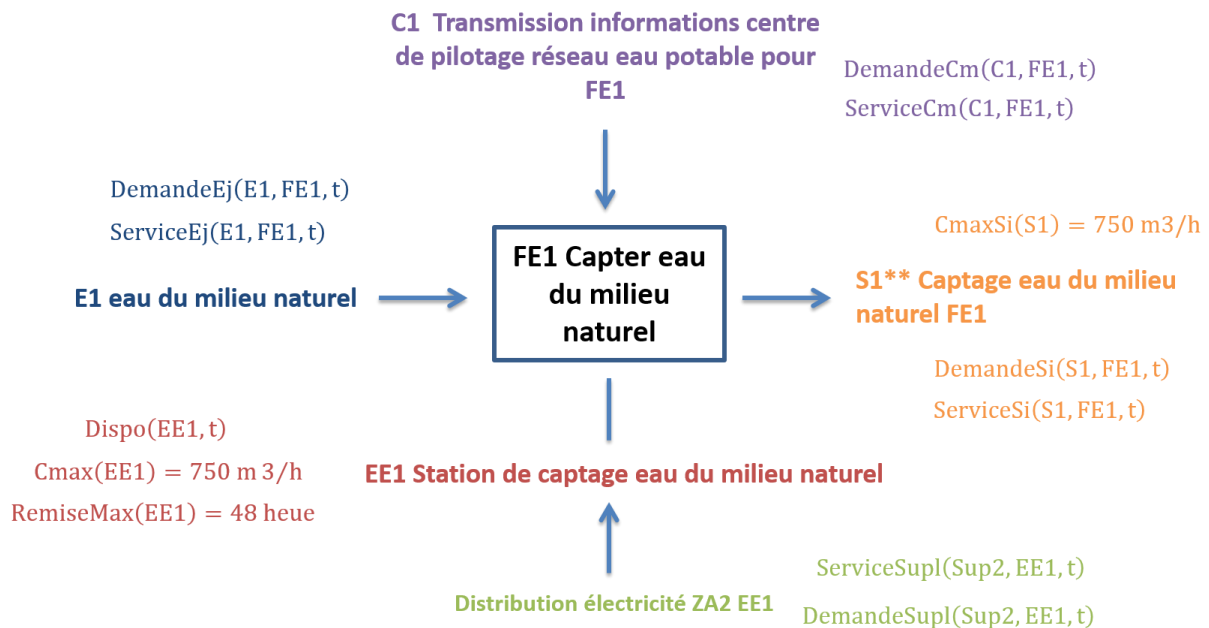 C1 Transmission informations centre
de pilotage réseau eau potable pour
FE1
DemandeCm(C1, FE1, t)
ServiceCm(C1, FE1, t)
DemandeEj(E1, FE1, t)
ServiceEj(E1, FE1, t)
E1 eau du milieu naturel
FE1 Capter eau
du milieu
naturel
CmaxSi(S1) = 750 m3/h
S1** Captage eau du milieu
naturel FE1
DemandeSi(S1, FE1, t)
ServiceSi(S1, FE1, t)
Dispo(EE1, t)
Cmax(EE1) = 750 m 3/h
RemiseMax(EE1) = 48 heue
EE1 Station de captage eau du milieu naturel
Distribution électricité ZA2 EE1
ServiceSupl(Sup2, EE1, t)
DemandeSupl(Sup2, EE1, t)